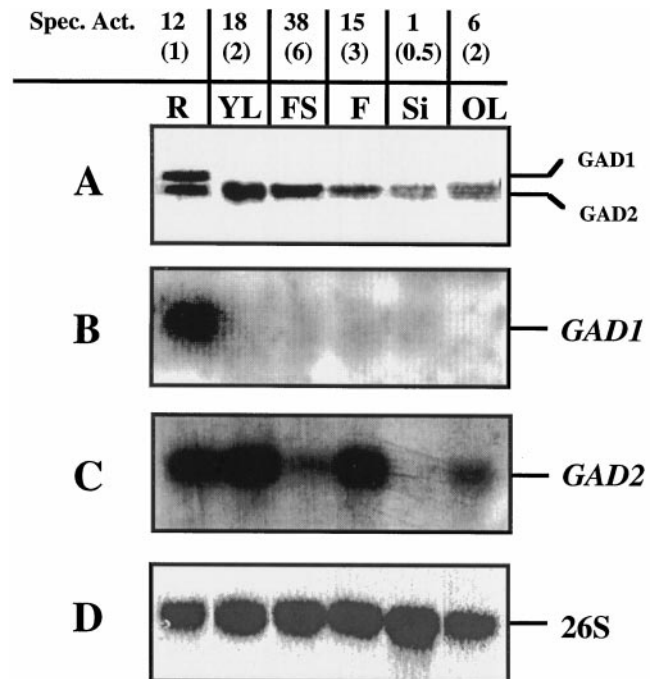 Spec. Act. 12 18 38 15 1 6
(1) (2) (6) (3) (0.5) (2)
R YL FS F Si OL
A GAD1
GAD2
B GAD1
C GAD2
D 26S